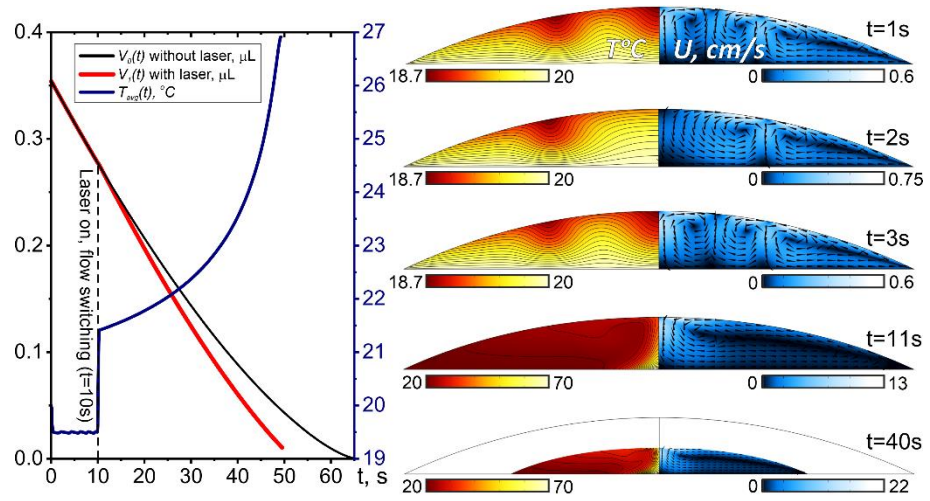 V₀(t) without laser, μL
V₁(t) with laser, μL
Tavg(t), °C
0.4
0.3
0.2
0.1
0.0
Laser on, flow switching (t=10s)
27
26
25
24
23
22
21
20
19
0 10 20 30 40 50 60 t, s
T°C U, cm/s t=1s
18.7 20 0 0.6
t=2s
18.7 20 0 0.75
t=3s
18.7 20 0 0.6
t=11s
20 70 0 13
t=40s
20 70 0 22